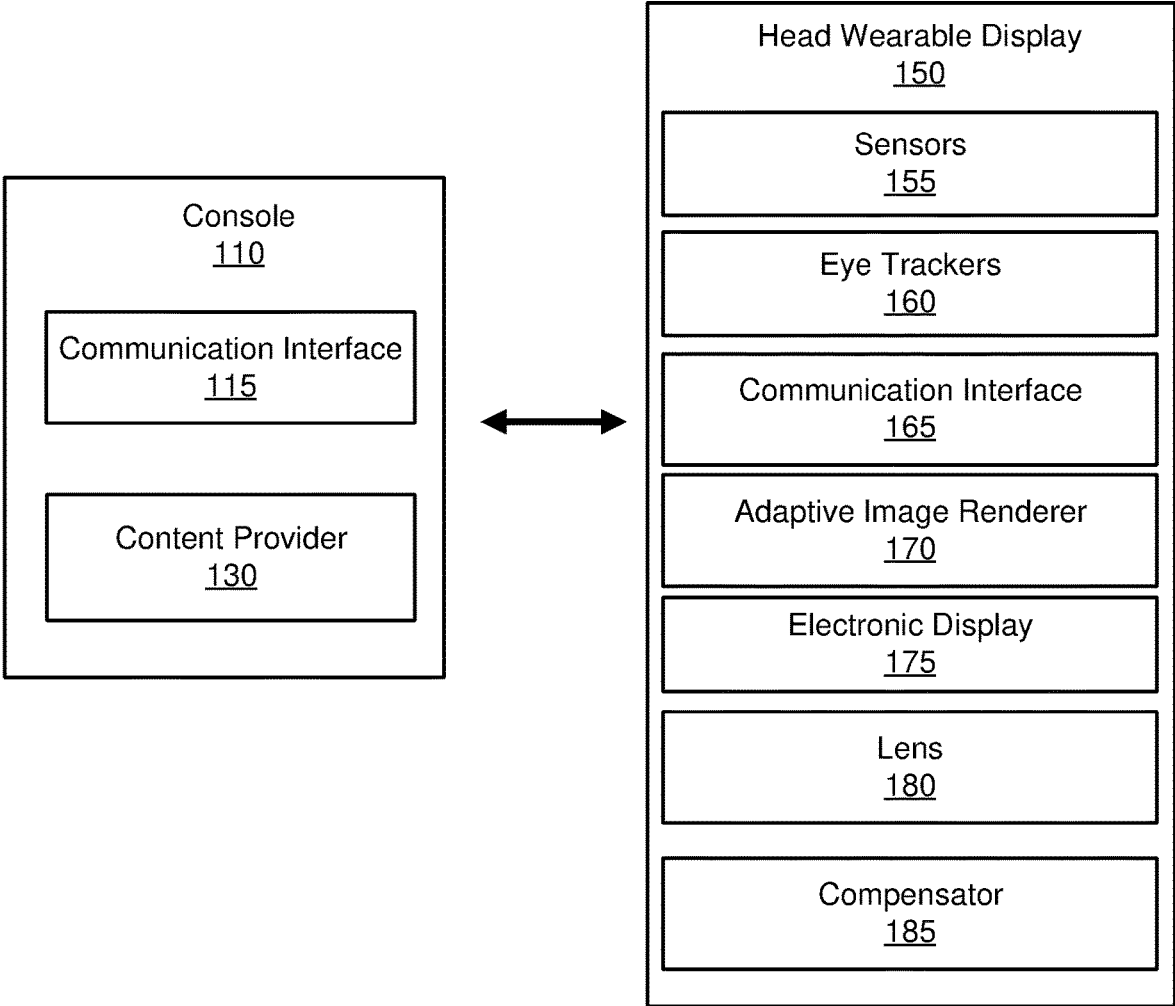 Console
110
Communication Interface
115
Content Provider
130
Head Wearable Display
150
Sensors
155
Eye Trackers
160
Communication Interface
165
Adaptive Image Renderer
170
Electronic Display
175
Lens
180
Compensator
185